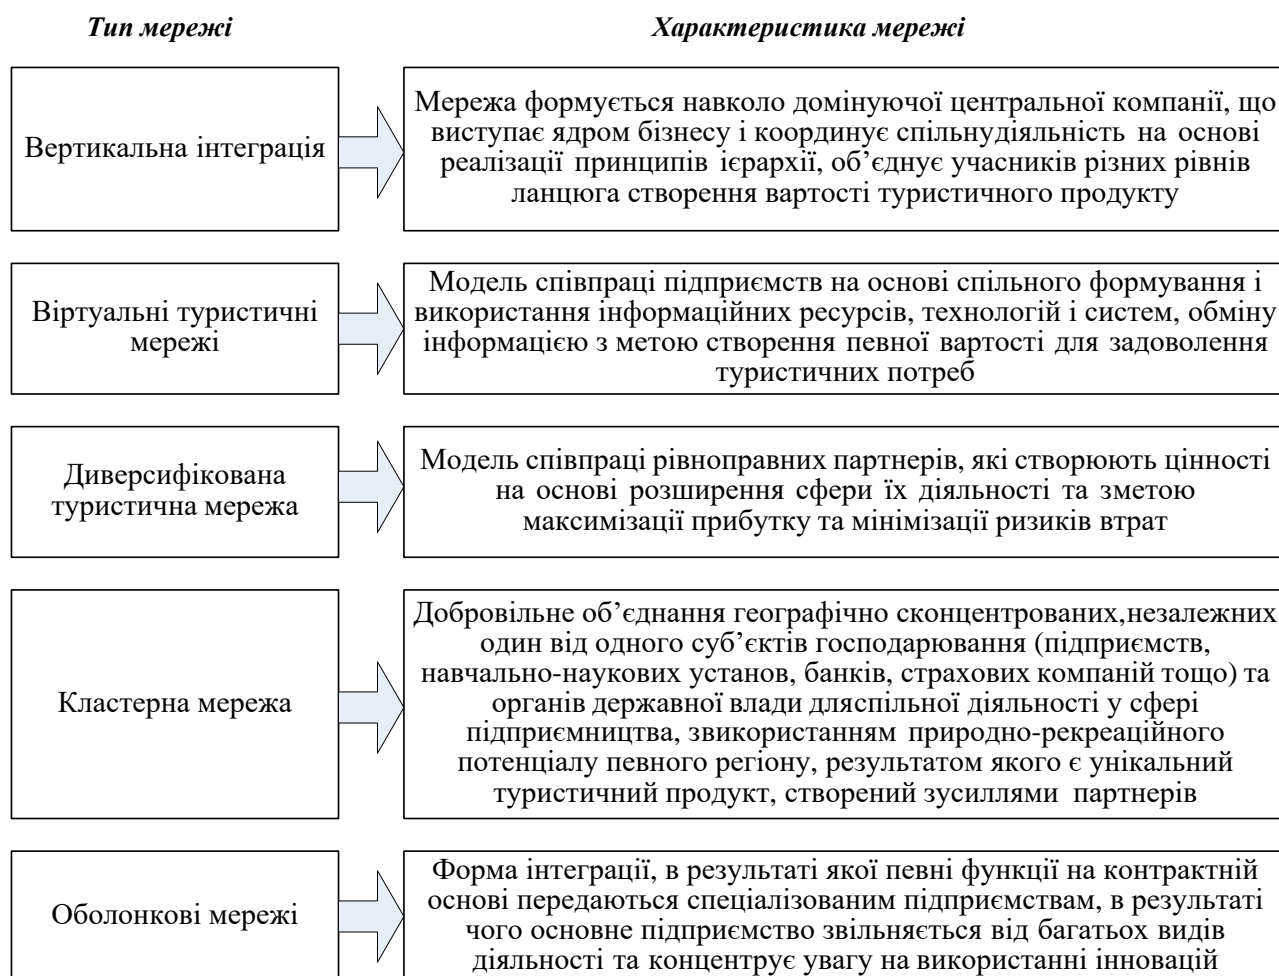 Тип мережі
Характеристика мережі
Вертикальна інтеграція
Мережа формується навколо домінуючої центральної компанії, що
виступає ядром бізнесу і координує спільнудіяльність на основі
реалізації принципів ієрархії, об’єднує учасників різних рівнів
ланцюга створення вартості туристичного продукту
Віртуальні туристичні
мережі
Модель співпраці підприємств на основі спільного формування і
використання інформаційних ресурсів, технологій і систем, обміну
інформацією з метою створення певної вартості для задоволення
туристичних потреб
Диверсифікована
туристична мережа
Модель співпраці рівноправних партнерів, які створюють цінності
на основі розширення сфери їх діяльності та зметою
максимізації прибутку та мінімізації ризиків втрат
Кластерна мережа
Добровільне об’єднання географічно сконцентрованих,незалежних
один від одного суб’єктів господарювання (підприємств,
навчально-наукових установ, банків, страхових компаній тощо) та
органів державної влади дляспільної діяльності у сфері
підприємництва, звикористанням природно-рекреаційного
потенціалу певного регіону, результатом якого є унікальний
туристичний продукт, створений зусиллями партнерів
Оболонкові мережі
Форма інтеграції, в результаті якої певні функції на контрактній
основі передаються спеціалізованим підприємствам, в результаті
чого основне підприємство звільняється від багатьох видів
діяльності та концентрує увагу на використанні інновацій